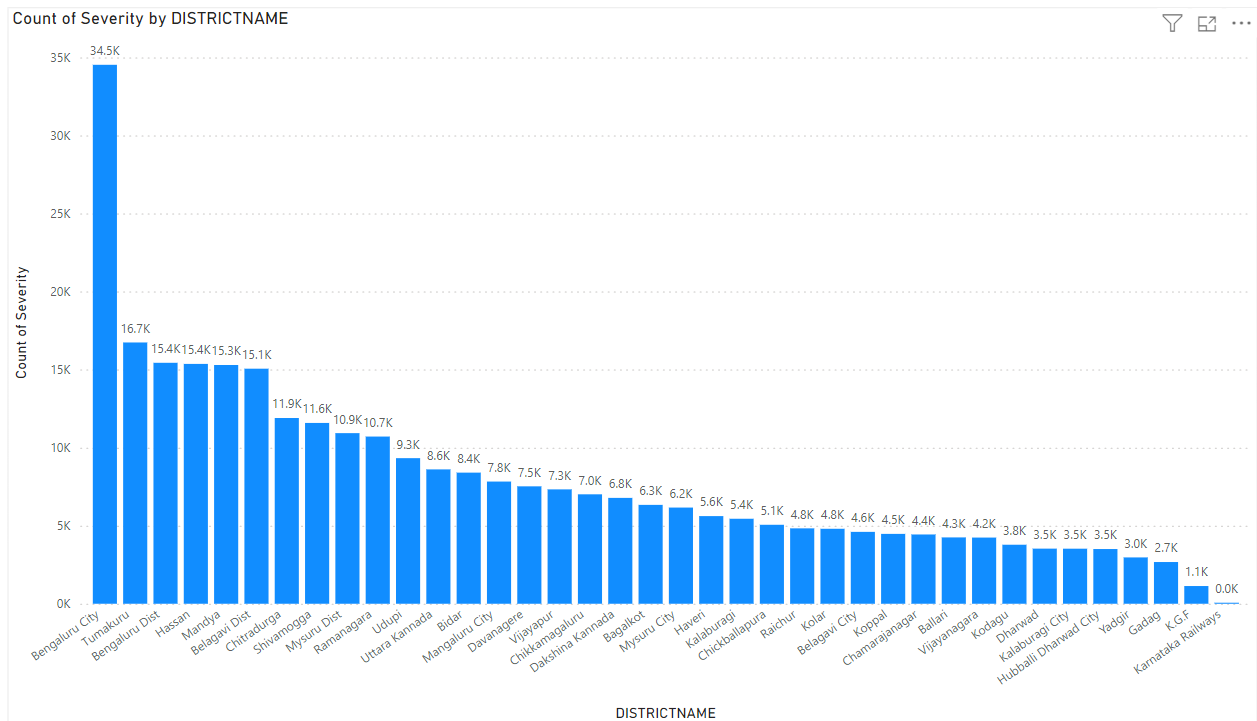 Count of Severity by DISTRICTNAME
34.5K
16.7K
15.4K
15.4K
15.3K
15.1K
11.9K
11.6K
10.9K
10.7K
9.3K
8.6K
8.4K
7.8K
7.5K
7.3K
7.0K
6.8K
6.3K
6.2K
5.6K
5.4K
5.1K
4.8K
4.8K
4.6K
4.5K
4.4K
4.3K
4.2K
3.8K
3.5K
3.5K
3.5K
3.0K
2.7K
1.1K
0.0K
35K
30K
25K
20K
15K
10K
5K
0K
Count of Severity
Bengaluru City
Tumakuru
Bengaluru Dist
Hassan
Mandya
Belagavi Dist
Chitradurga
Shivamogga
Mysuru Dist
Ramanagara
Udupi
Uttara Kannada
Bidar
Mangaluru City
Davanagere
Vijayapur
Chikkamagaluru
Dakshina Kannada
Bagalkot
Mysuru City
Haveri
Kalaburagi
Chickballapura
Raichur
Kolar
Belagavi City
Koppal
Chamarajanagar
Ballari
Vijayanagara
Kodagu
Dharwad
Kalaburagi City
Hubballi Dharwad City
Yadgir
Gadag
K.G.F
Karnataka Railways
DISTRICTNAME